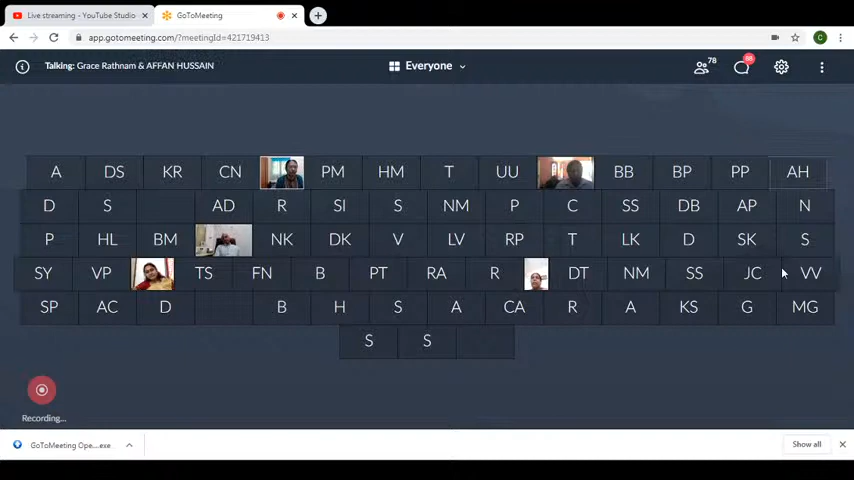 Live streaming - YouTube Studio
GoToMeeting
app.gotomeeting.com/?meetingId=421719413
C
Talking: Grace Rathnam & AFFAN HUSSAIN
Everyone
78
A DS KR CN PM HM T UU BB BP PP AH
D S AD R SI S NM P C SS DB AP N
P HL BM NK DK V LV RP T LK D SK S
SY VP TS FN B PT RA R DT NM SS JC VV
SP AC D B H S A CA R A KS G MG
S S
Recording...
GoToMeeting Ope....exe
Show all